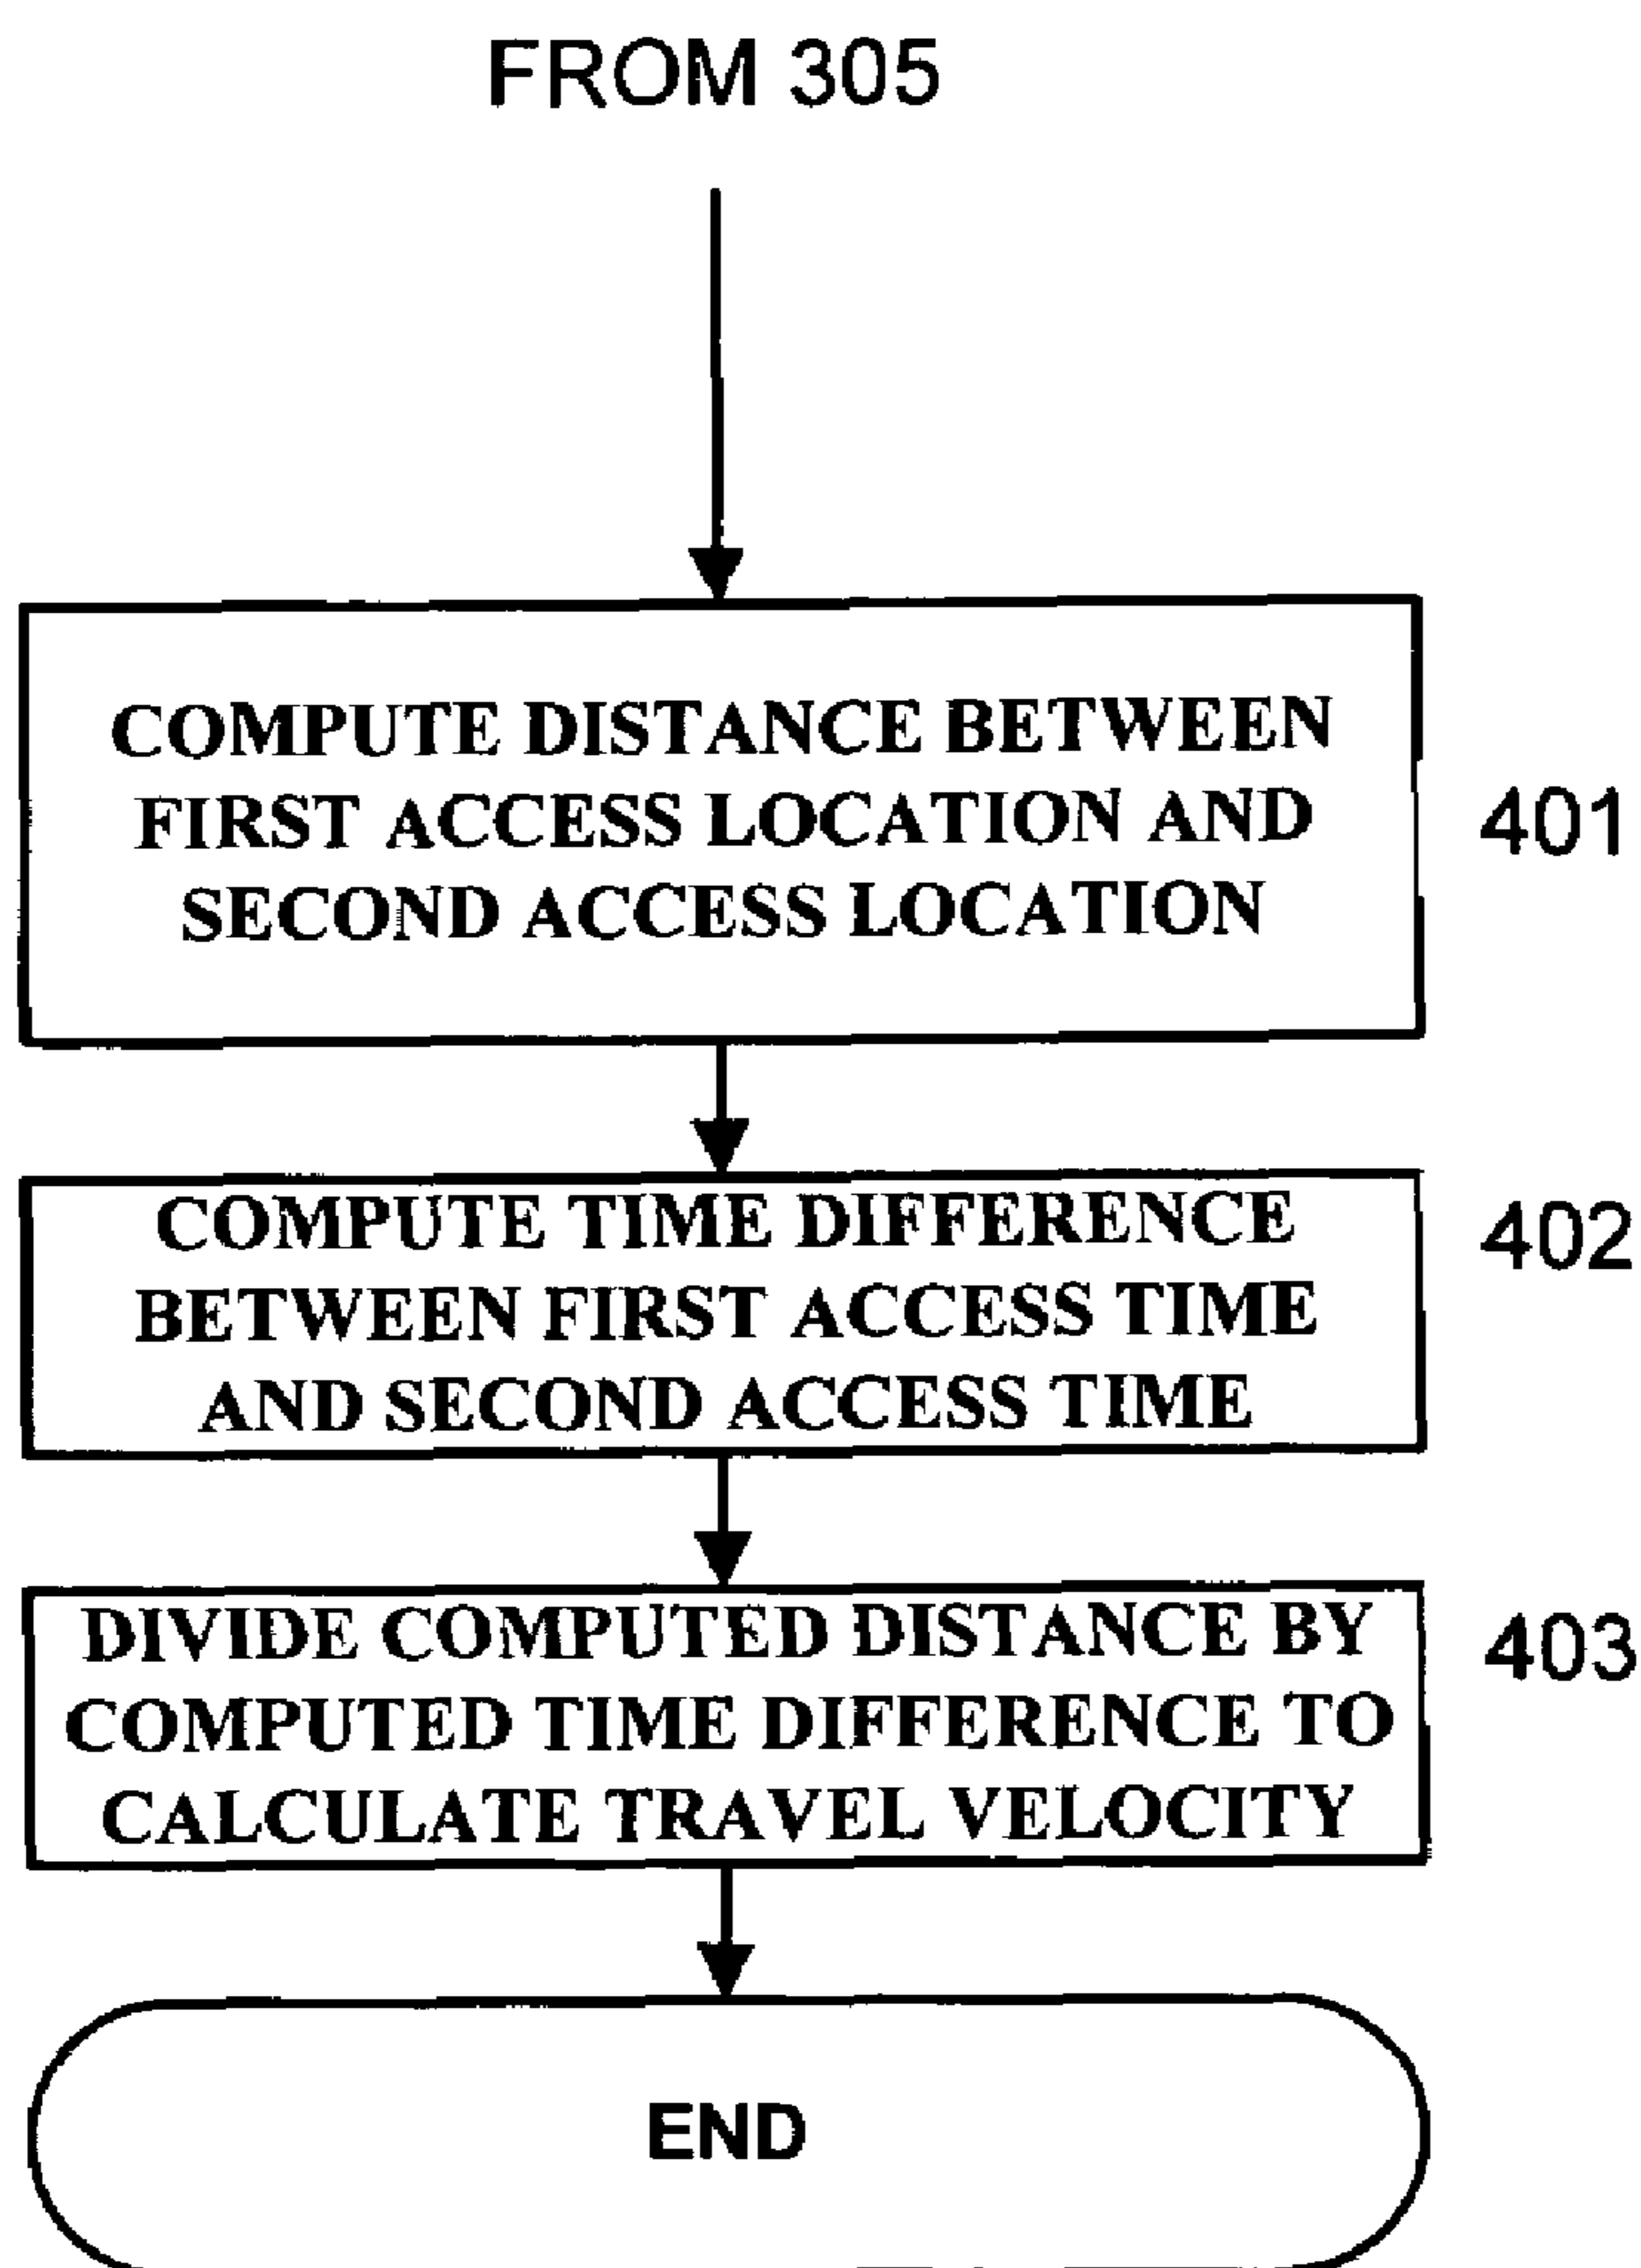 FROM 305
COMPUTE DISTANCE BETWEEN
FIRST ACCESS LOCATION AND
SECOND ACCESS LOCATION
401
COMPUTE TIME DIFFERENCE
BETWEEN FIRST ACCESS TIME
AND SECOND ACCESS TIME
402
DIVIDE COMPUTED DISTANCE BY
COMPUTED TIME DIFFERENCE TO
CALCULATE TRAVEL VELOCITY
403
END